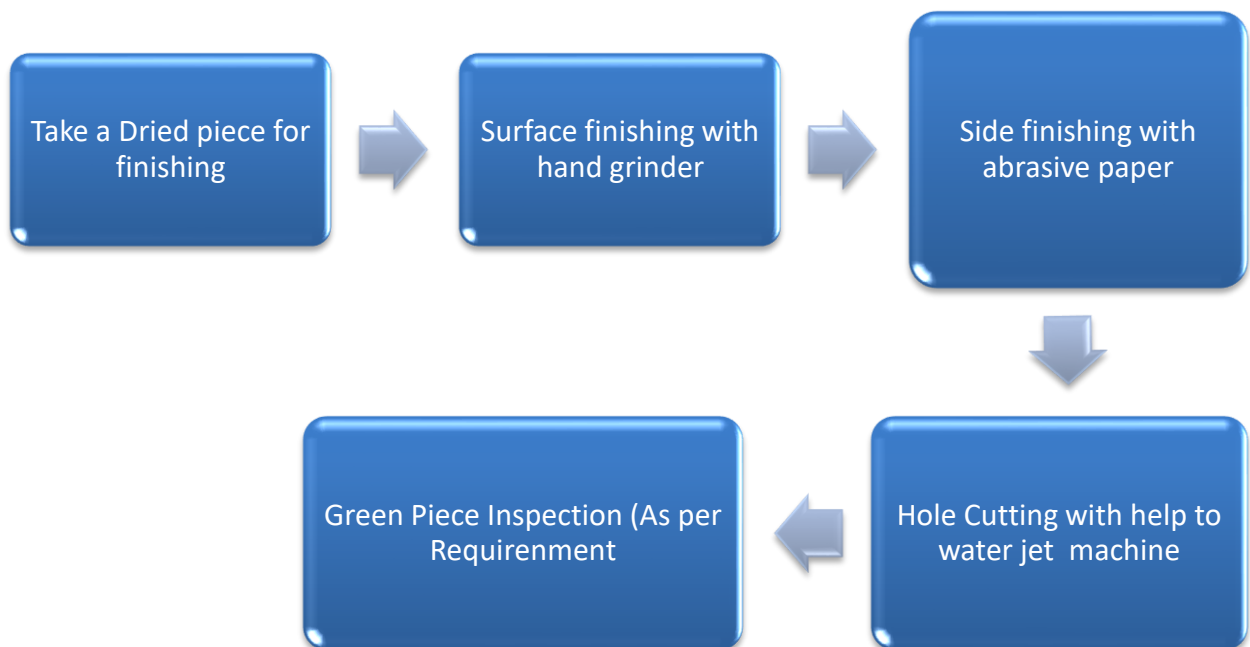 Take a Dried piece for
finishing
Surface finishing with
hand grinder
Side finishing with
abrasive paper
Hole Cutting with help to
water jet  machine
Green Piece Inspection (As per
Requirenment